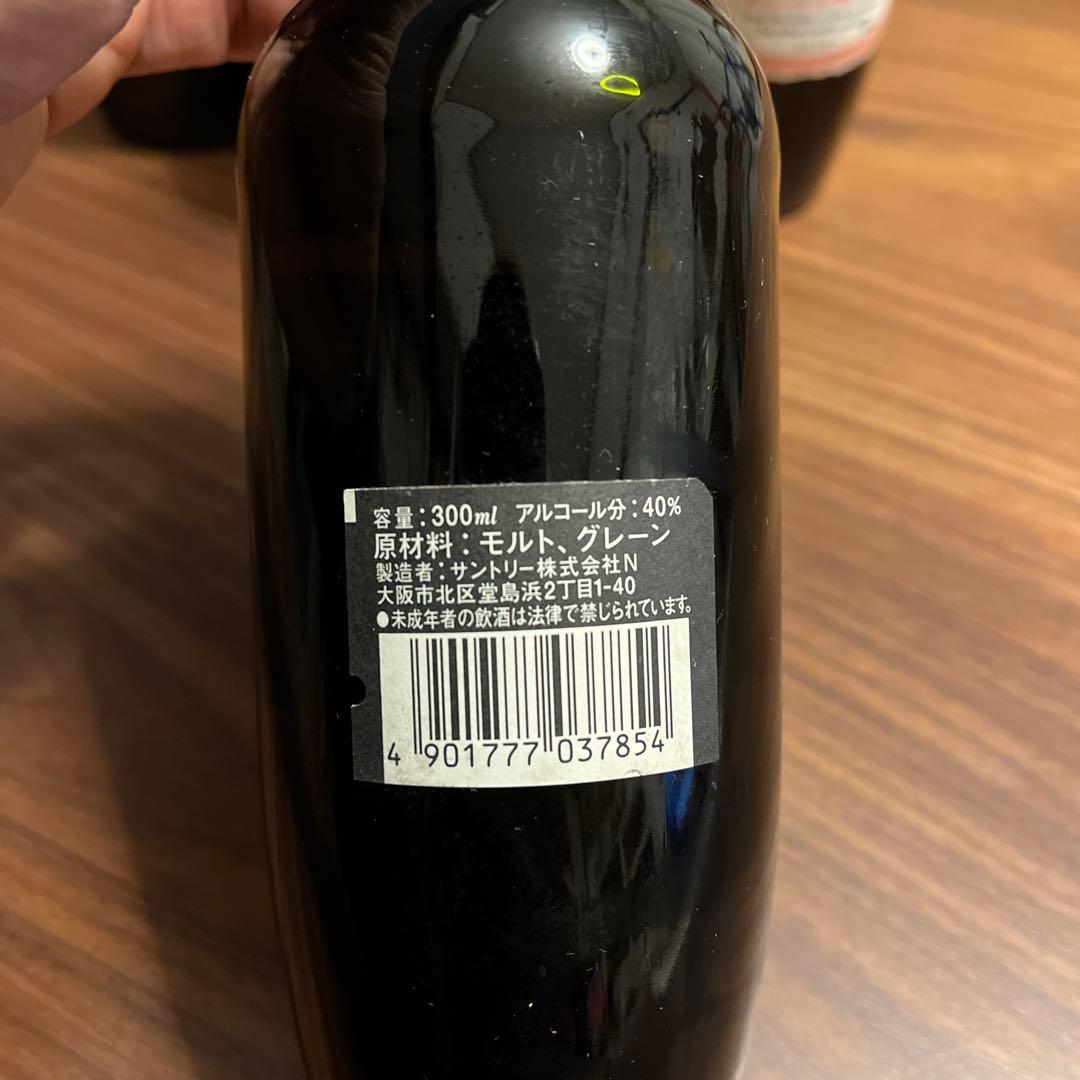 容量：300ml アルコール分：40%
原材料：モルト、グレーン
製造者：サントリー株式会社N
大阪市北区堂島浜2丁目1-40
●未成年者の飲酒は法律で禁じられています。
4 901777 037854